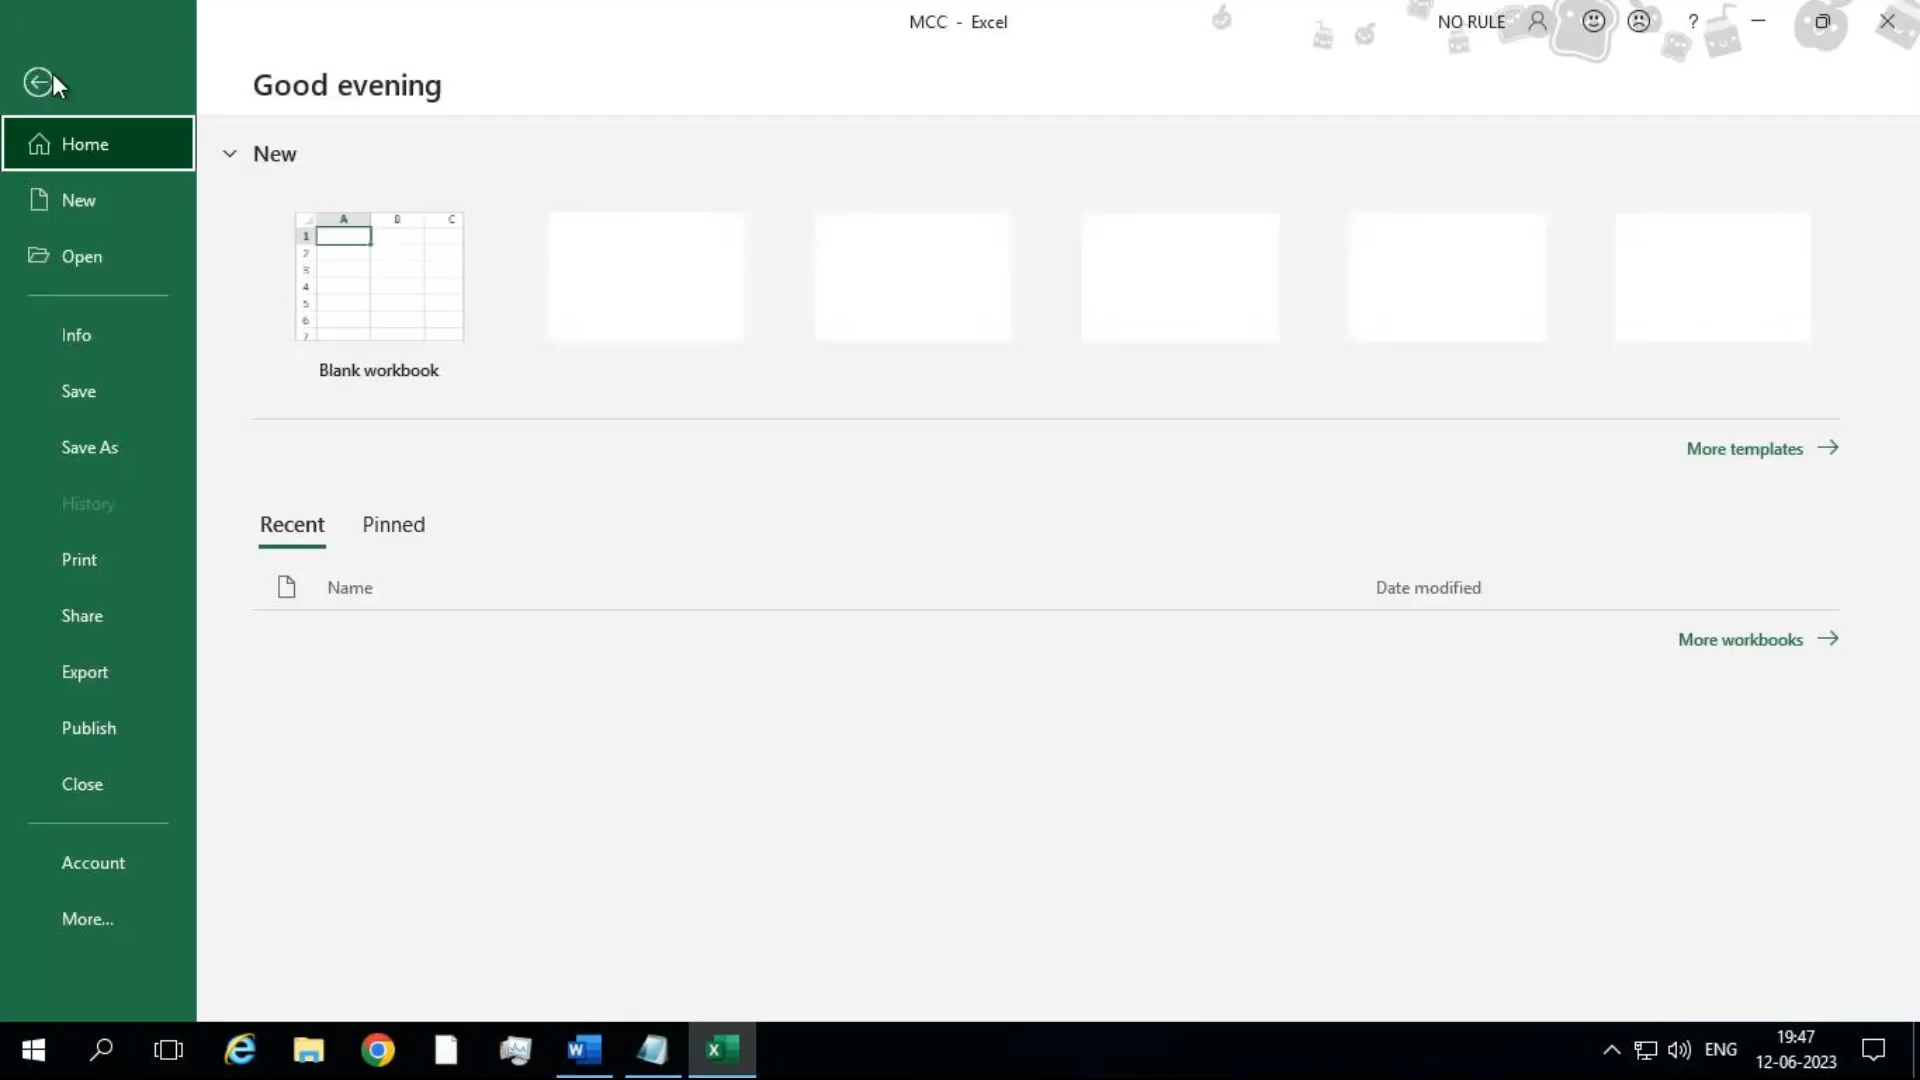 MCC - Excel
NO RULE
?
Good evening
Home
New
Open
Info
Save
Save As
History
Print
Share
Export
Publish
Close
Account
More...
New
A B C
1
2
3
4
5
6
7
Blank workbook
More templates
Recent Pinned
Name Date modified
More workbooks
ENG
19:47
12-06-2023